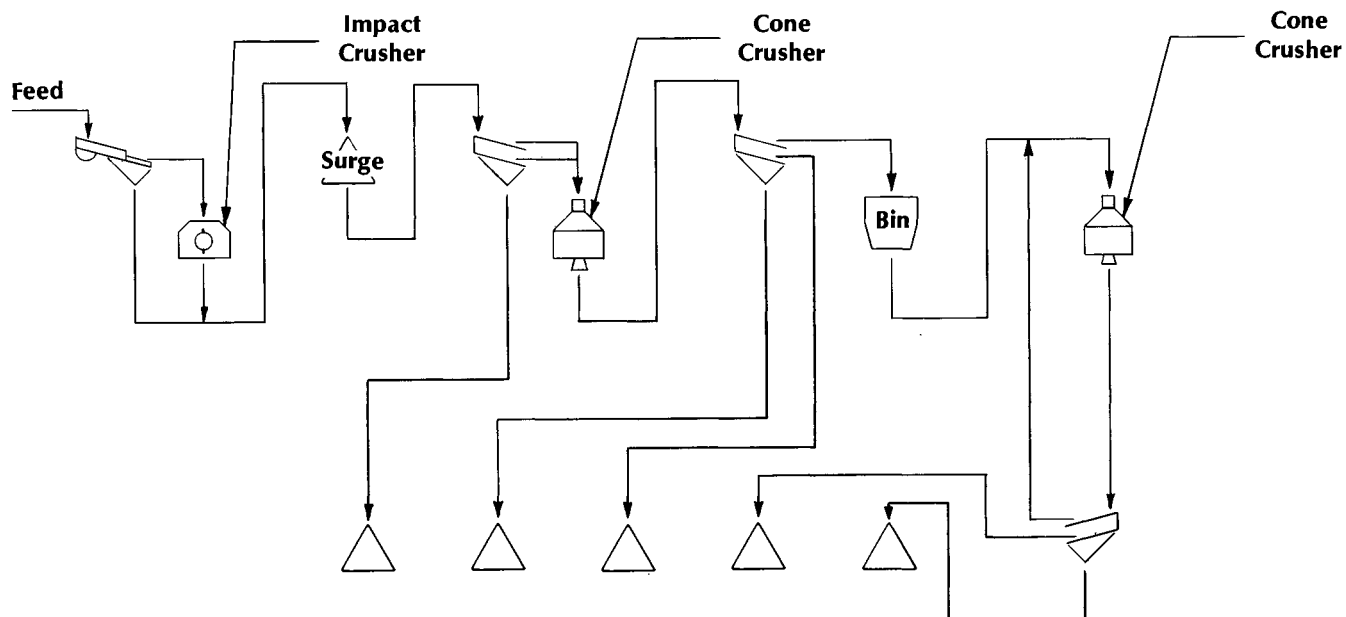 Impact
Crusher
Cone
Crusher
Cone
Crusher
Feed
Surge
Bin